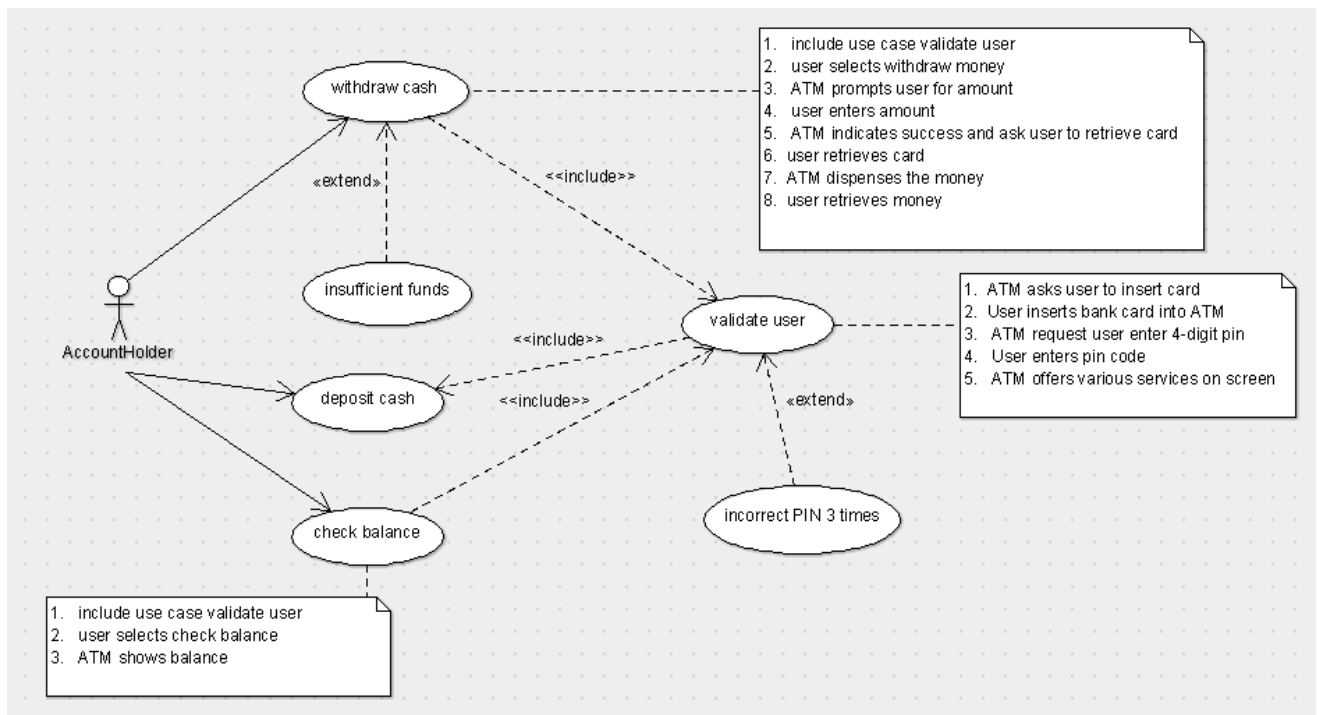 withdraw cash
1. include use case validate user
2. user selects withdraw money
3. ATM prompts user for amount
4. user enters amount
5. ATM indicates success and ask user to retrieve card
6. user retrieves card
7. ATM dispenses the money
8. user retrieves money
«extend»
<<include>>
insufficient funds
AccountHolder
validate user
1. ATM asks user to insert card
2. User inserts bank card into ATM
3. ATM request user enter 4-digit pin
4. User enters pin code
5. ATM offers various services on screen
<<include>>
deposit cash
<<include>>
«extend»
check balance
incorrect PIN 3 times
1. include use case validate user
2. user selects check balance
3. ATM shows balance